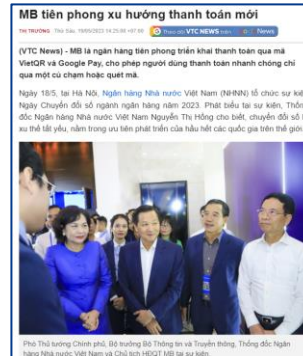 MB tiên phong xu hướng thanh toán mới
THỊ TRƯỜNG Thứ Sáu, 19/05/2023 14:25:00 +07:00 Theo dõi VTC NEWS trên News
(VTC News) - MB là ngân hàng tiên phong triển khai thanh toán qua mã
VietQR và Google Pay, cho phép người dùng thanh toán nhanh chóng chỉ
qua một cú chạm hoặc quét mã.
Ngày 18/5, tại Hà Nội, Ngân hàng Nhà nước Việt Nam (NHNN) tổ chức sự kiệ
Ngày Chuyển đổi số ngành ngân hàng năm 2023. Phát biểu tại sự kiện, Thốn
đốc Ngân hàng Nhà nước Việt Nam Nguyễn Thị Hồng cho biết, chuyển đổi số l
xu thế tất yếu, nằm trong ưu tiên phát triển của hầu hết các quốc gia trên thế giới
Phó Thủ tướng Chính phủ, Bộ trưởng Bộ Thông tin và Truyền thông, Thống đốc Ngân
hàng Nhà nước Việt Nam và Chủ tịch HĐQT MB tại sự kiện.